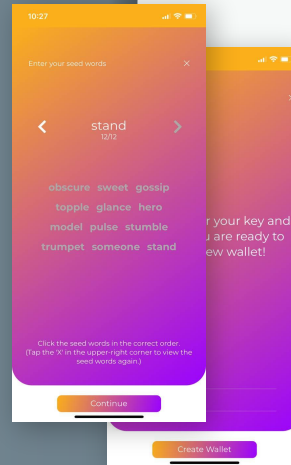 10:27
Enter your seed words
stand
12/12
obscure sweet gossip
topple glance hero
model pulse stumble
trumpet someone stand
Click the seed words in the correct order.
(Tap the 'X' in the upper-right corner to view the
seed words again.)
Continue
your key and
are ready to
ew wallet!
Create Wallet